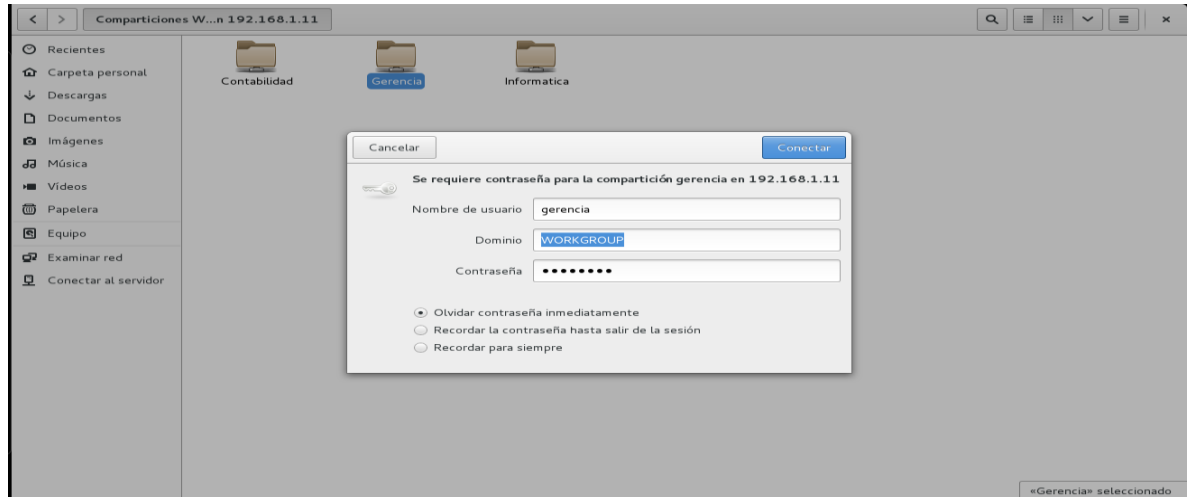 Comparticiones W...n 192.168.1.11
Recientes
Carpeta personal
Descargas
Documentos
Imágenes
Música
Vídeos
Papelera
Equipo
Examinar red
Conectar al servidor
Contabilidad
Gerencia
Informatica
Cancelar
Conectar
Se requiere contraseña para la compartición gerencia en 192.168.1.11
Nombre de usuario gerencia
Dominio WORKGROUP
Contraseña ●●●●●●●●
Olvidar contraseña inmediatamente
Recordar la contraseña hasta salir de la sesión
Recordar para siempre
«Gerencia» seleccionado